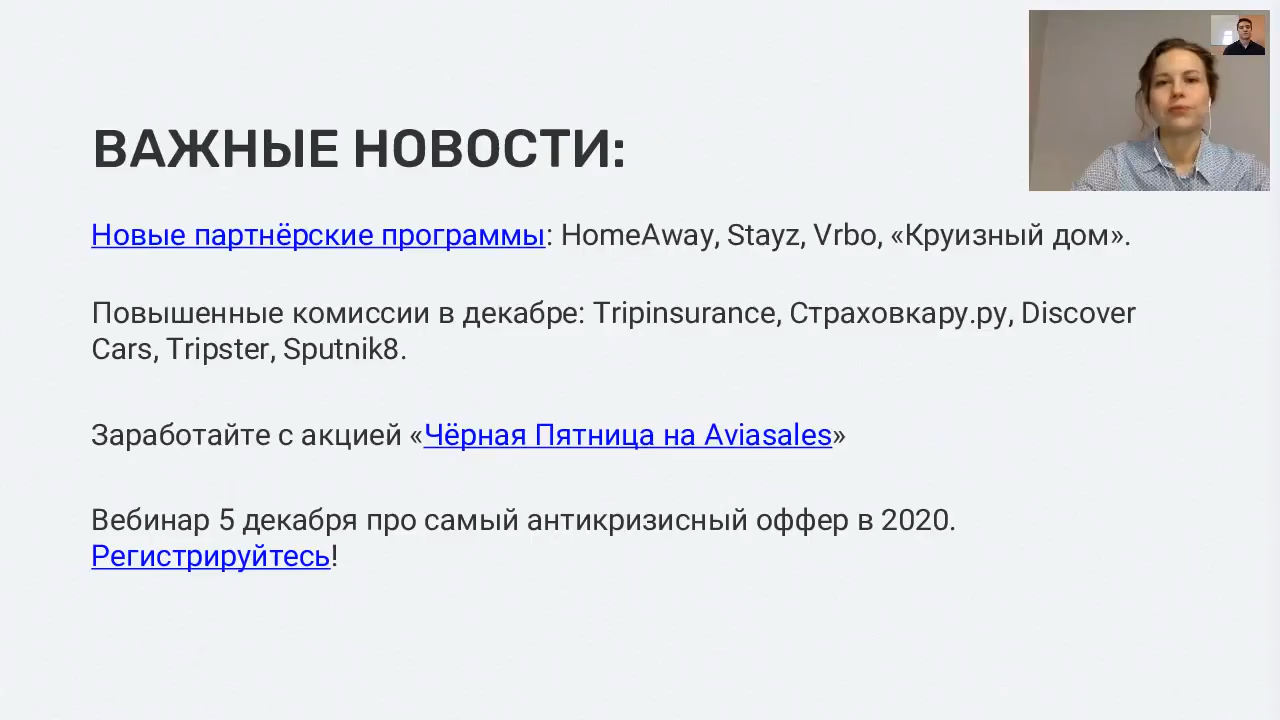 ВАЖНЫЕ НОВОСТИ:
Новые партнёрские программы: HomeAway, Stayz, Vrbo, «Круизный дом».
Повышенные комиссии в декабре: Tripinsurance, Страховкару.ру, Discover
Cars, Tripster, Sputnik8.
Заработайте с акцией «Чёрная Пятница на Aviasales»
Вебинар 5 декабря про самый антикризисный оффер в 2020.
Регистрируйтесь!